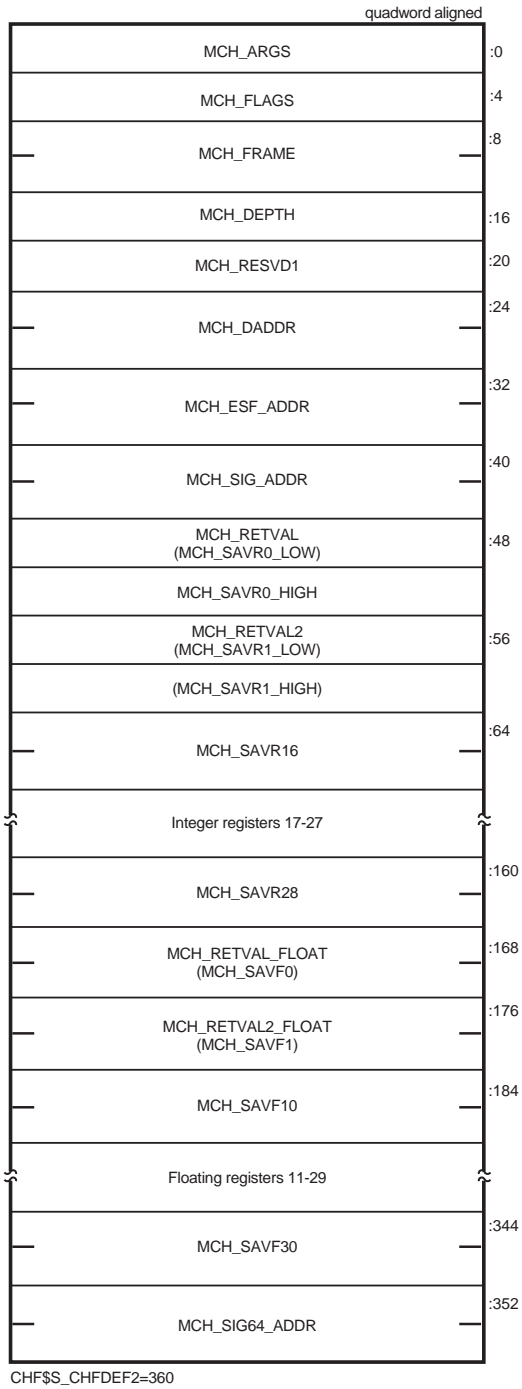 quadword aligned
MCH_ARGS :0
MCH_FLAGS :4
MCH_FRAME :8
MCH_DEPTH :16
MCH_RESVD1 :20
MCH_DADDR :24
MCH_ESF_ADDR :32
MCH_SIG_ADDR :40
MCH_RETVAL :48
(MCH_SAVR0_LOW)
MCH_SAVR0_HIGH
MCH_RETVAL2 :56
(MCH_SAVR1_LOW)
(MCH_SAVR1_HIGH)
MCH_SAVR16 :64
Integer registers 17-27
MCH_SAVR28 :160
MCH_RETVAL_FLOAT :168
(MCH_SAVF0)
MCH_RETVAL2_FLOAT :176
(MCH_SAVF1)
MCH_SAVF10 :184
Floating registers 11-29
MCH_SAVF30 :344
MCH_SIG64_ADDR :352
CHF$S_CHFDEF2=360